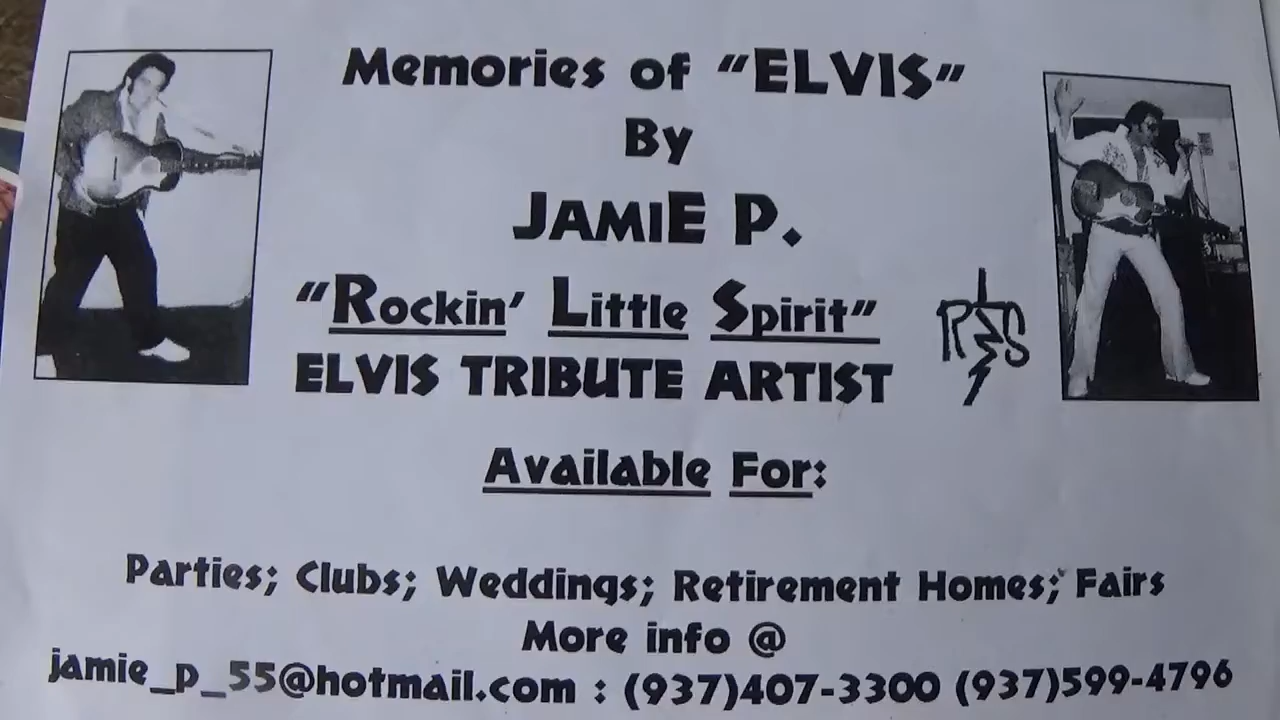 Memories of "ELVIS"
By
JAMIE P.
"Rockin' Little Spirit"
RLS
ELVIS TRIBUTE ARTIST
Available For:
Parties; Clubs; Weddings; Retirement Homes; Fairs
More info @
jamie_p_55@hotmail.com : (937)407-3300 (937)599-4796